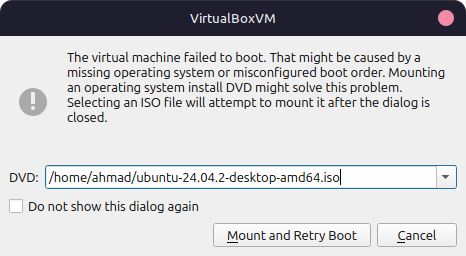 VirtualBoxVM
The virtual machine failed to boot. That might be caused by a
missing operating system or misconfigured boot order. Mounting
an operating system install DVD might solve this problem.
Selecting an ISO file will attempt to mount it after the dialog is
closed.
DVD: /home/ahmad/ubuntu-24.04.2-desktop-amd64.iso
Do not show this dialog again
Mount and Retry Boot Cancel